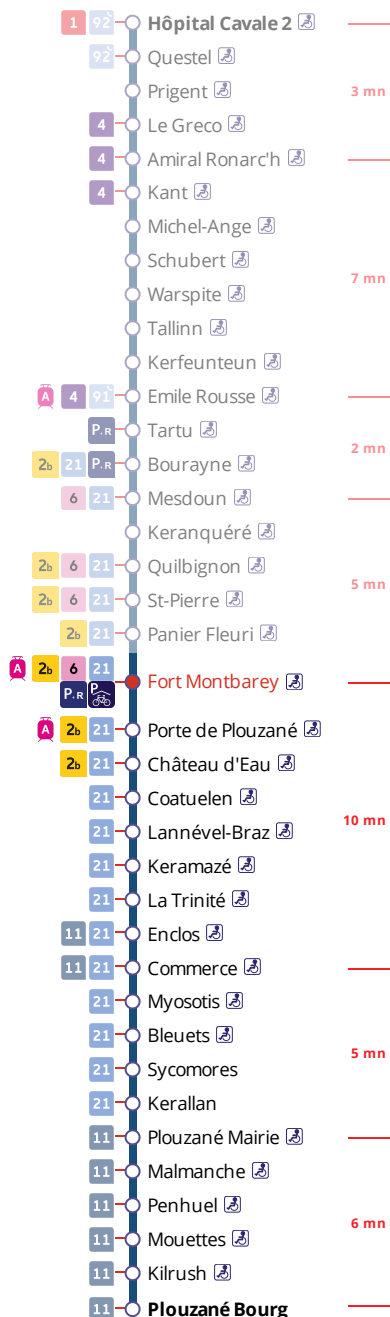 1 92 Hôpital Cavale 2
92 Questel
Prigent 3 mn
4 Le Greco
4 Amiral Ronarc'h
4 Kant
Michel-Ange
Schubert 7 mn
Warspite
Tallinn
Kerfeunteun
A 4 91 Emile Rousse
P.R Tartu 2 mn
2b 21 P.R Bourayne
6 21 Mesdoun
Keranquéré
2b 6 21 Quilbignon 5 mn
2b 6 21 St-Pierre
2b 21 Panier Fleuri
A 2b 6 21
P.R P Fort Montbarey
A 2b 21 Porte de Plouzané
2b 21 Château d'Eau
21 Coatuelen
21 Lannével-Braz 10 mn
21 Keramazé
21 La Trinité
11 21 Enclos
11 21 Commerce
21 Myosotis
21 Bleuets 5 mn
21 Sycomores
21 Kerallan
11 Plouzané Mairie
11 Malmanche
11 Penhuel 6 mn
11 Mouettes
11 Kilrush
11 Plouzané Bourg